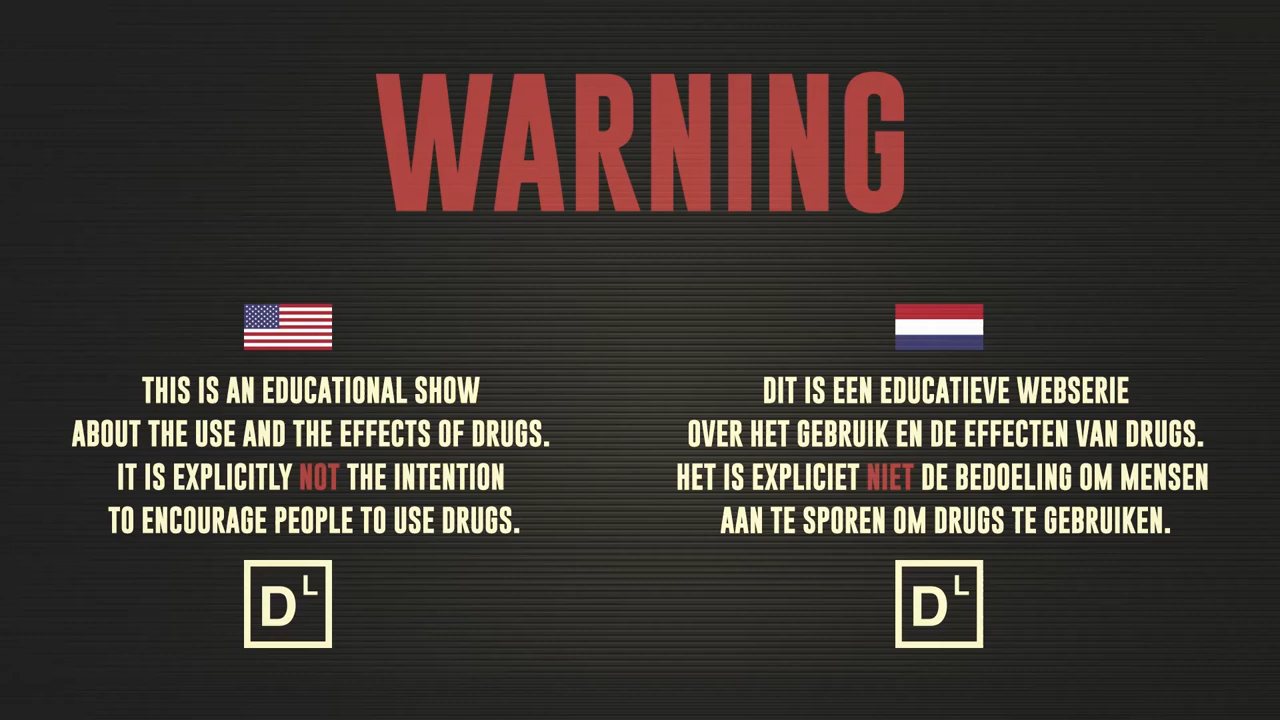 WARNING
THIS IS AN EDUCATIONAL SHOW
ABOUT THE USE AND THE EFFECTS OF DRUGS.
IT IS EXPLICITLY NOT THE INTENTION
TO ENCOURAGE PEOPLE TO USE DRUGS.
DL
DIT IS EEN EDUCATIEVE WEBSERIE
OVER HET GEBRUIK EN DE EFFECTEN VAN DRUGS.
HET IS EXPLICIET NIET DE BEDOELING OM MENSEN
AAN TE SPOREN OM DRUGS TE GEBRUIKEN.
DL